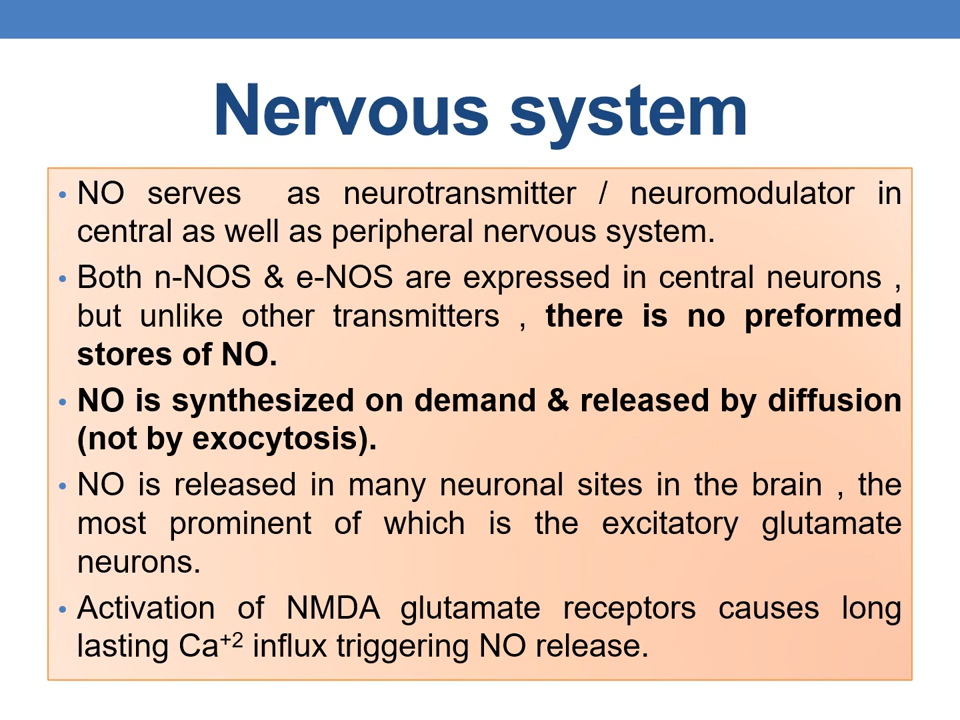 Nervous system
• NO serves as neurotransmitter / neuromodulator in
central as well as peripheral nervous system.
• Both n-NOS & e-NOS are expressed in central neurons ,
but unlike other transmitters , there is no preformed
stores of NO.
• NO is synthesized on demand & released by diffusion
(not by exocytosis).
• NO is released in many neuronal sites in the brain , the
most prominent of which is the excitatory glutamate
neurons.
• Activation of NMDA glutamate receptors causes long
lasting Ca⁺² influx triggering NO release.